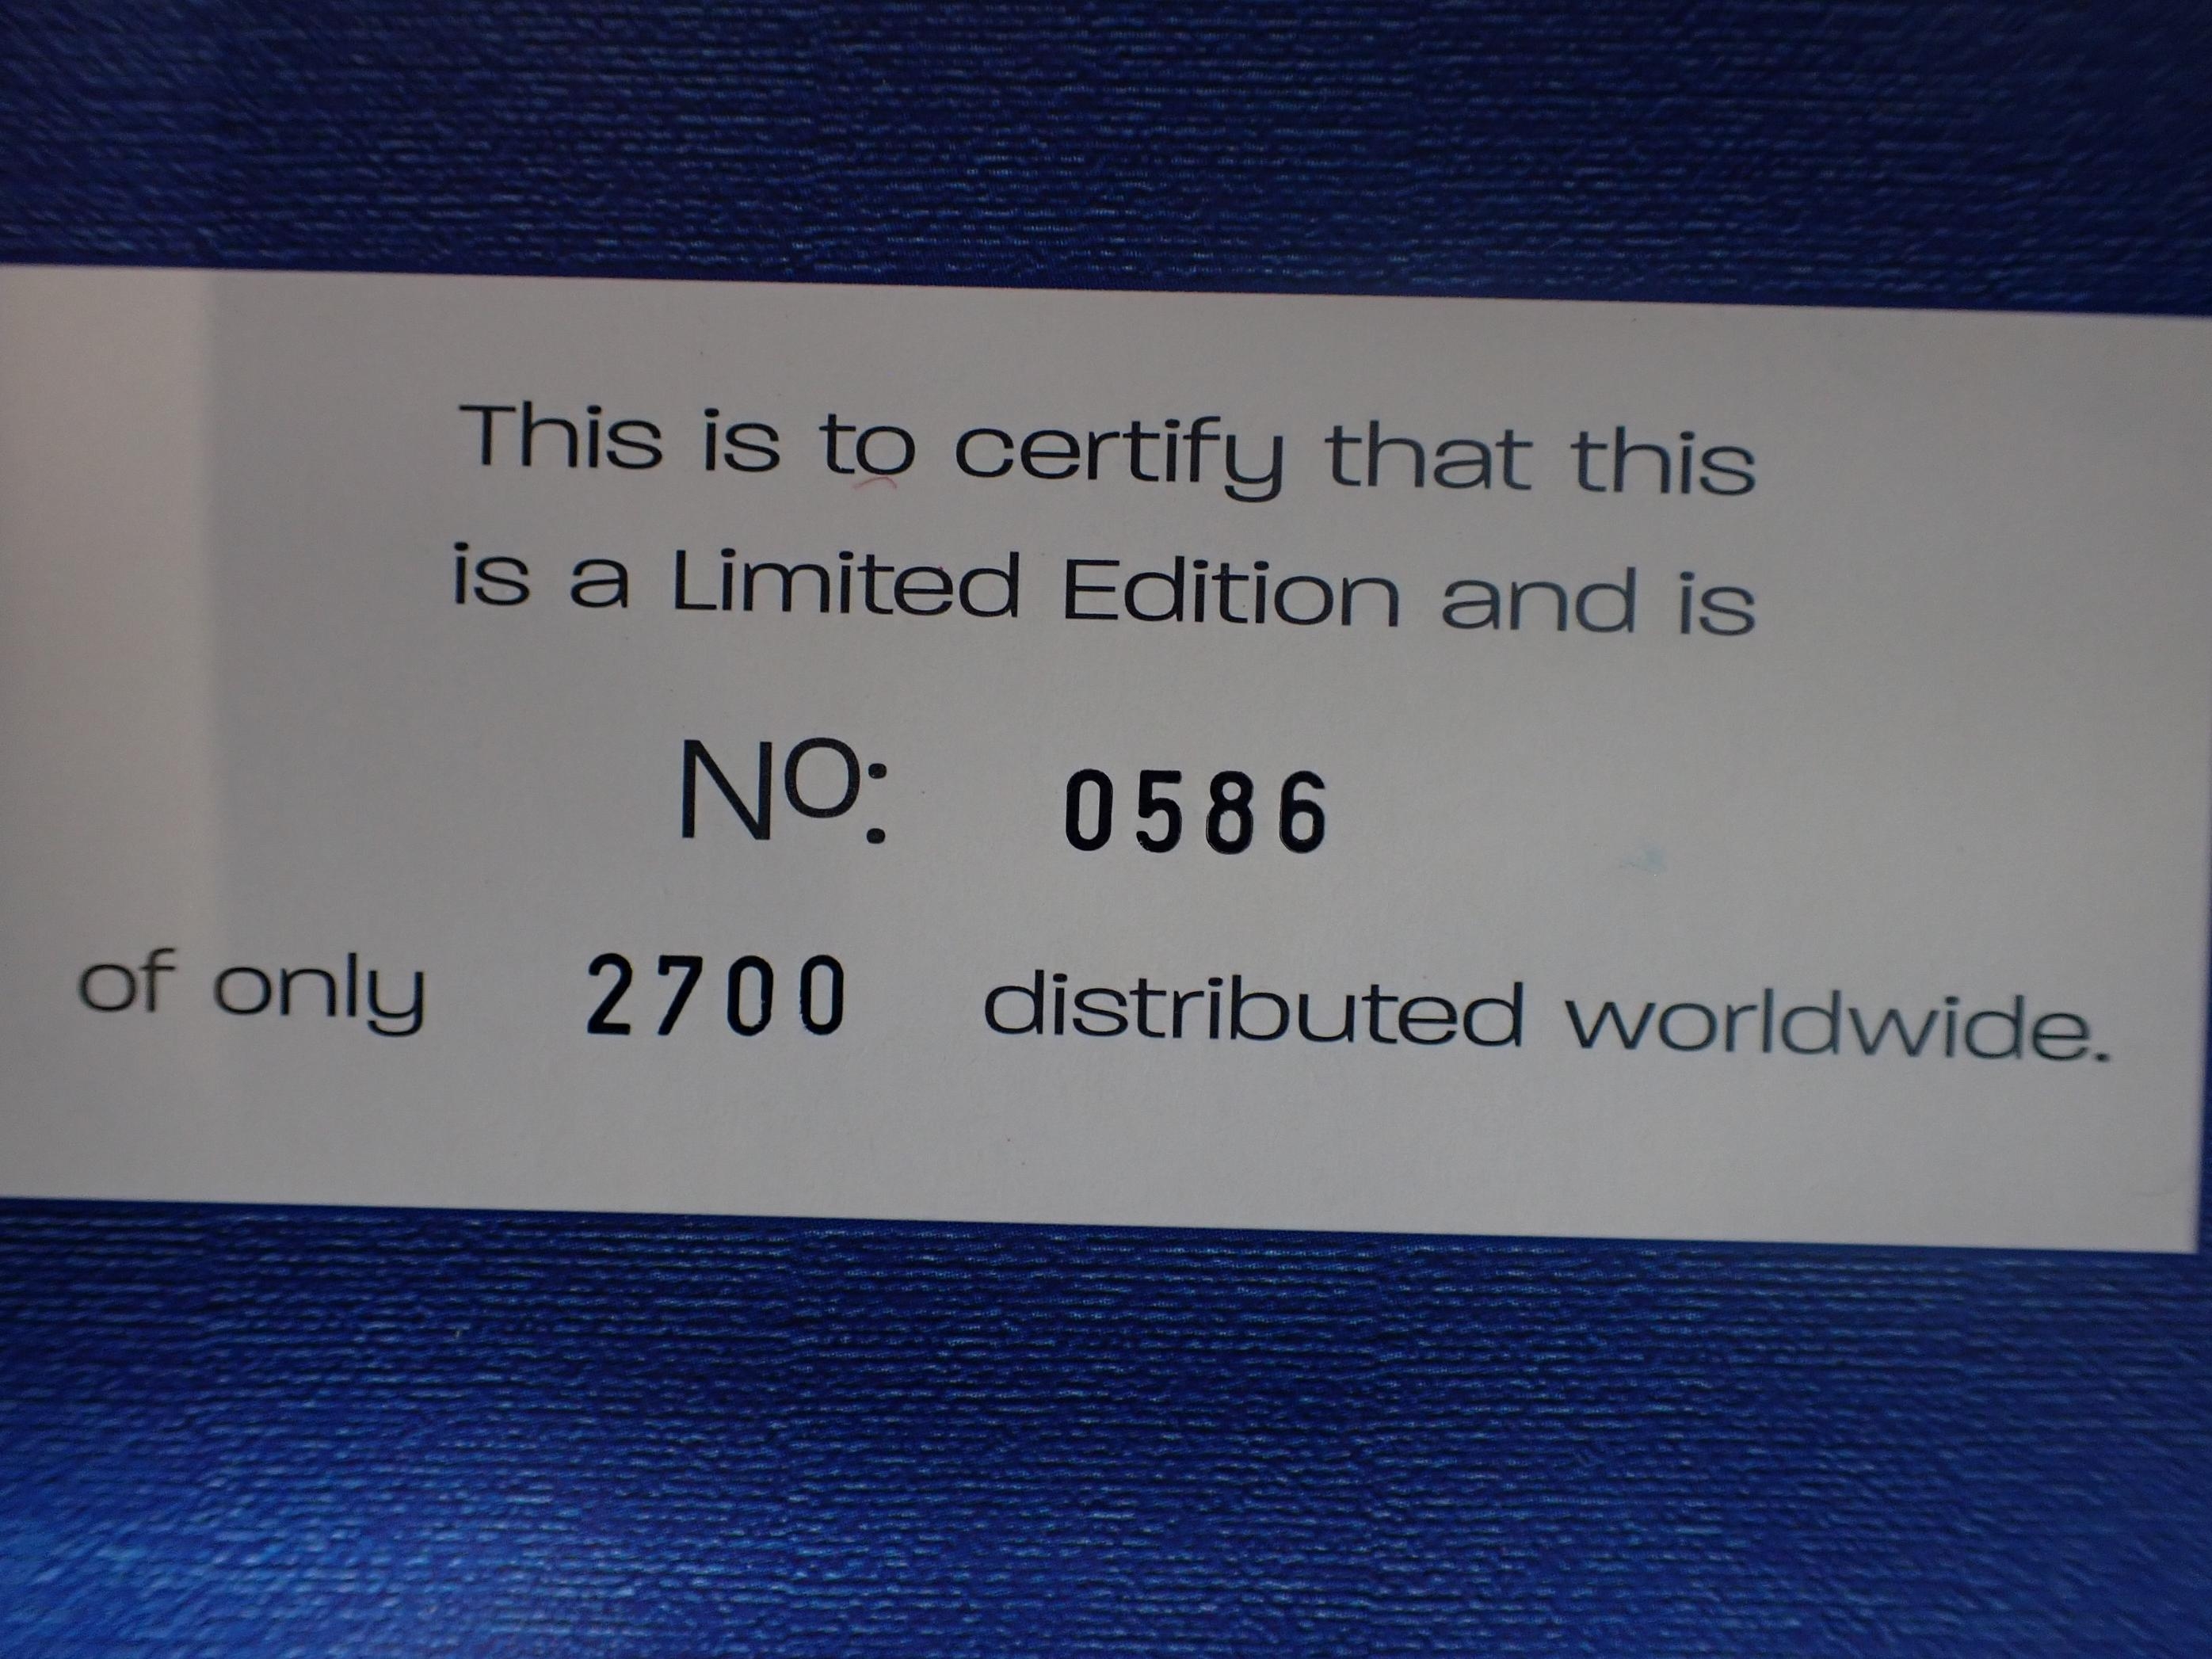 This is to certify that this
is a Limited Edition and is
NO: 0586
of only 2700 distributed worldwide.